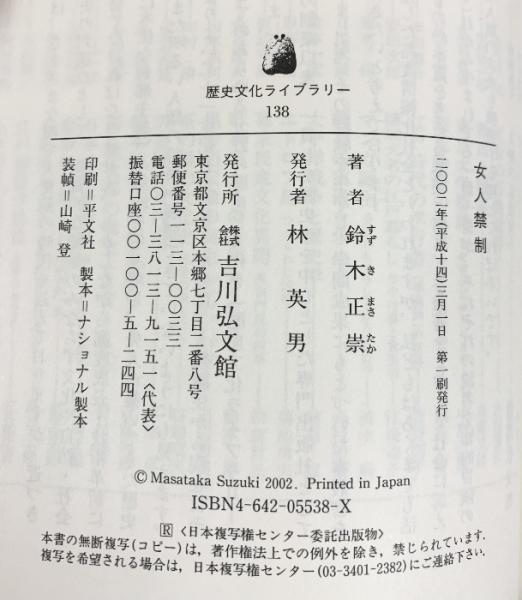 歴史文化ライブラリー
138
女人禁制
二〇〇二年(平成十四)三月一日　第一刷発行
著者　鈴木正崇
すず　き　まさ　たか
発行者　林　英男
発行所　株式会社　吉川弘文館
東京都文京区本郷七丁目二番八号
郵便番号一一三―〇〇三三
電話〇三―三八一三―九一五一〈代表〉
振替口座〇〇一〇〇―五―二四四
印刷＝平文社　製本＝ナショナル製本
装幀＝山崎　登
© Masataka Suzuki 2002. Printed in Japan
ISBN4-642-05538-X
R〈日本複写権センター委託出版物〉
本書の無断複写(コピー)は，著作権法上での例外を除き，禁じられています．
複写を希望される場合は，日本複写権センター(03-3401-2382)にご連絡下さい．